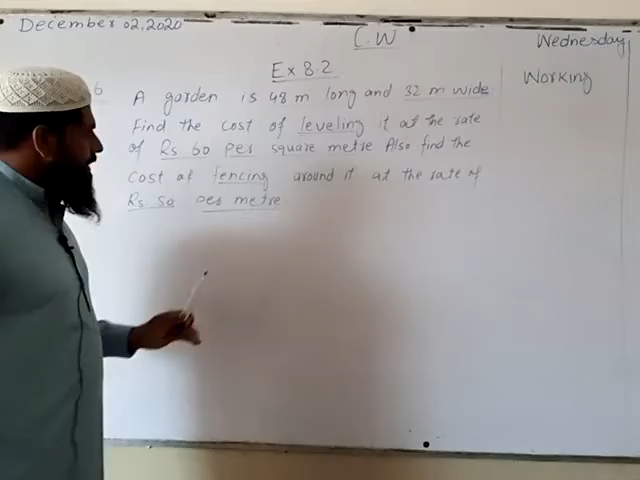 December 02, 2020
C.W
Wednesday
Ex 8.2
Working
6
A garden is 48 m long and 32 m wide
Find the cost of leveling it at the rate
of Rs 60 per square metre Also find the
cost of fencing around it at the rate of
Rs 50 per metre